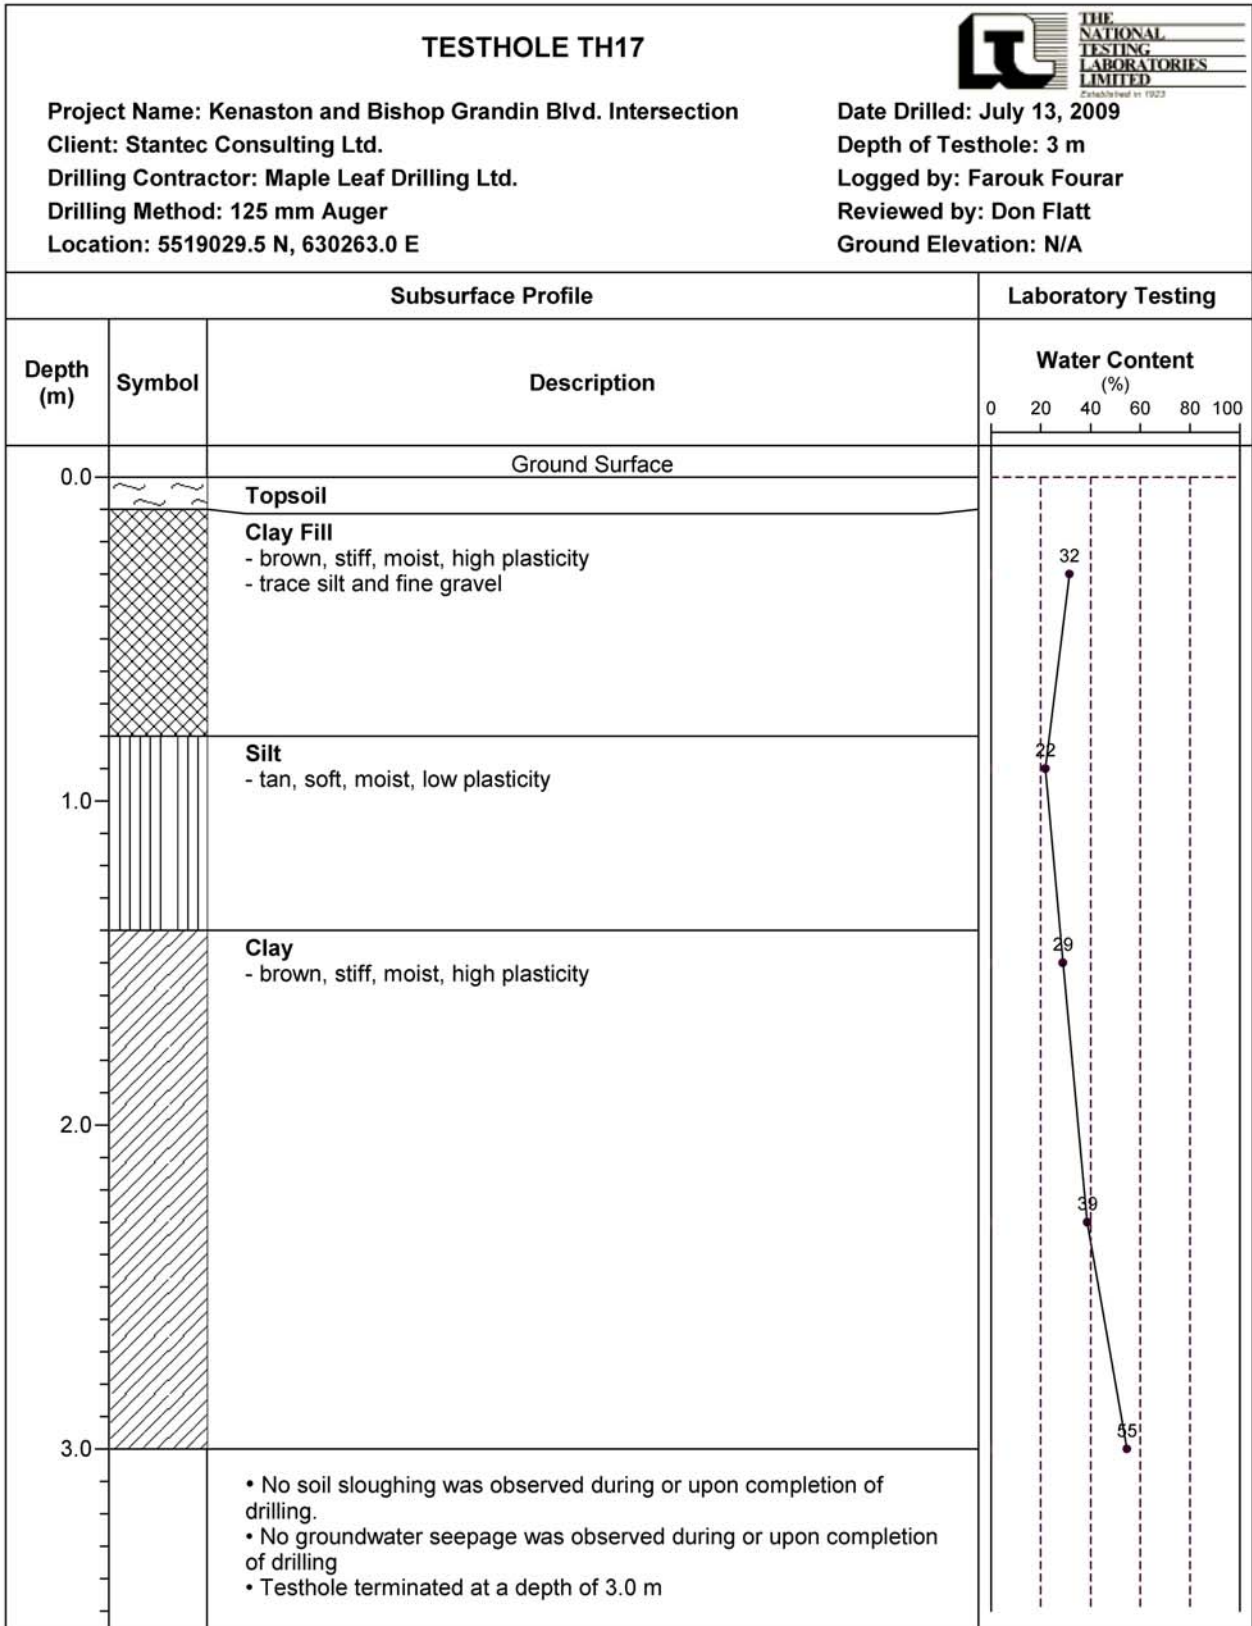 TESTHOLE TH17
THE
NATIONAL
TESTING
LABORATORIES
LIMITED
Established in 1923
Project Name: Kenaston and Bishop Grandin Blvd. Intersection
Client: Stantec Consulting Ltd.
Drilling Contractor: Maple Leaf Drilling Ltd.
Drilling Method: 125 mm Auger
Location: 5519029.5 N, 630263.0 E
Date Drilled: July 13, 2009
Depth of Testhole: 3 m
Logged by: Farouk Fourar
Reviewed by: Don Flatt
Ground Elevation: N/A
Subsurface Profile
Laboratory Testing
Depth
(m)
Symbol
Description
Water Content
(%)
0 20 40 60 80 100
Ground Surface
0.0
Topsoil
Clay Fill
- brown, stiff, moist, high plasticity
- trace silt and fine gravel
32
Silt
- tan, soft, moist, low plasticity
22
1.0
Clay
- brown, stiff, moist, high plasticity
29
2.0
39
55
3.0
• No soil sloughing was observed during or upon completion of
drilling.
• No groundwater seepage was observed during or upon completion
of drilling
• Testhole terminated at a depth of 3.0 m